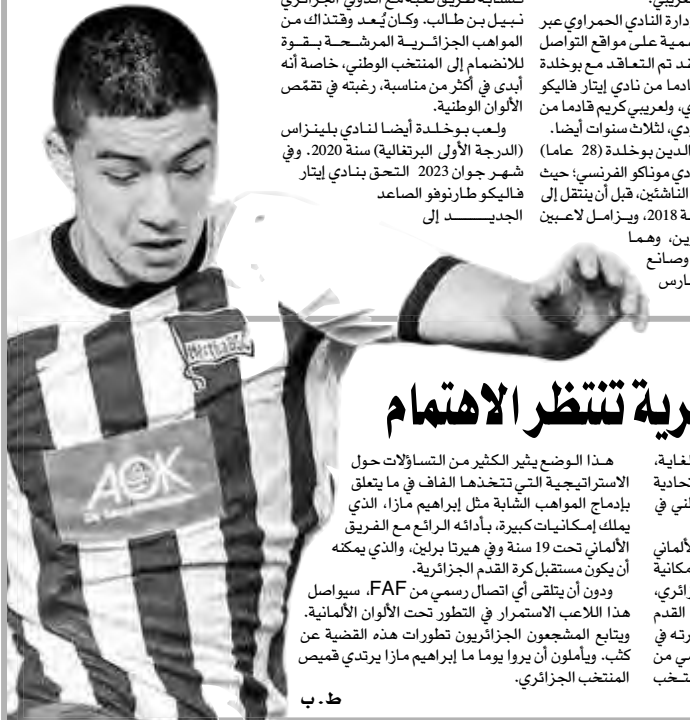 نبيل بن طالب. وكان يُعد وقتذاك من
المواهب الجزائرية المرشحة بقوة
للانضمام إلى المنتخب الوطني، خاصة أنه
أبدى في أكثر من مناسبة، رغبته في تقمّص
الألوان الوطنية.
ولعب بوخلدة أيضا لنادي بلينزاس
(الدرجة الأولى البرتغالية) سنة 2020. وفي
شهر جوان 2023 التحق بنادي إيتار
فاليكو طارنوفو الصاعد
الجديد إلى
دارة النادي الحمراوي عبر
سمية على مواقع التواصل
تم التعاقد مع بوخلدة
ادما من نادي إيتار فاليكو
ي، ولعريبي كريم قادما من
دي، لثلاث سنوات أيضا.
الدين بوخلدة (28 عاما)
دي موناكو الفرنسي؛ حيث
الناشئين، قبل أن ينتقل إلى
ة 2018، ويزامل لاعبين
ين، وهما
وصانع
ارس
Hertha BSC
AOK
رية تنتظر الاهتمام
لغاية،
تحادية
ني في
لألماني
مكانية
زائري،
القدم
رته في
مي من
نتخب
هذا الوضع يثير الكثير من التساؤلات حول
الاستراتيجية التي تتخذها الفاف في ما يتعلق
بإدماج المواهب الشابة مثل إبراهيم مازا، الذي
يملك إمكانيات كبيرة، بأدائه الرائع مع الفريق
الألماني تحت 19 سنة وفي هيرتا برلين، والذي يمكنه
أن يكون مستقبل كرة القدم الجزائرية.
ودون أن يتلقى أي اتصال رسمي من FAF، سيواصل
هذا اللاعب الاستمرار في التطور تحت الألوان الألمانية.
ويتابع المشجعون الجزائريون تطورات هذه القضية عن
كثب. ويأملون أن يروا يوما ما إبراهيم مازا يرتدي قميص
المنتخب الجزائري.
ط. ب